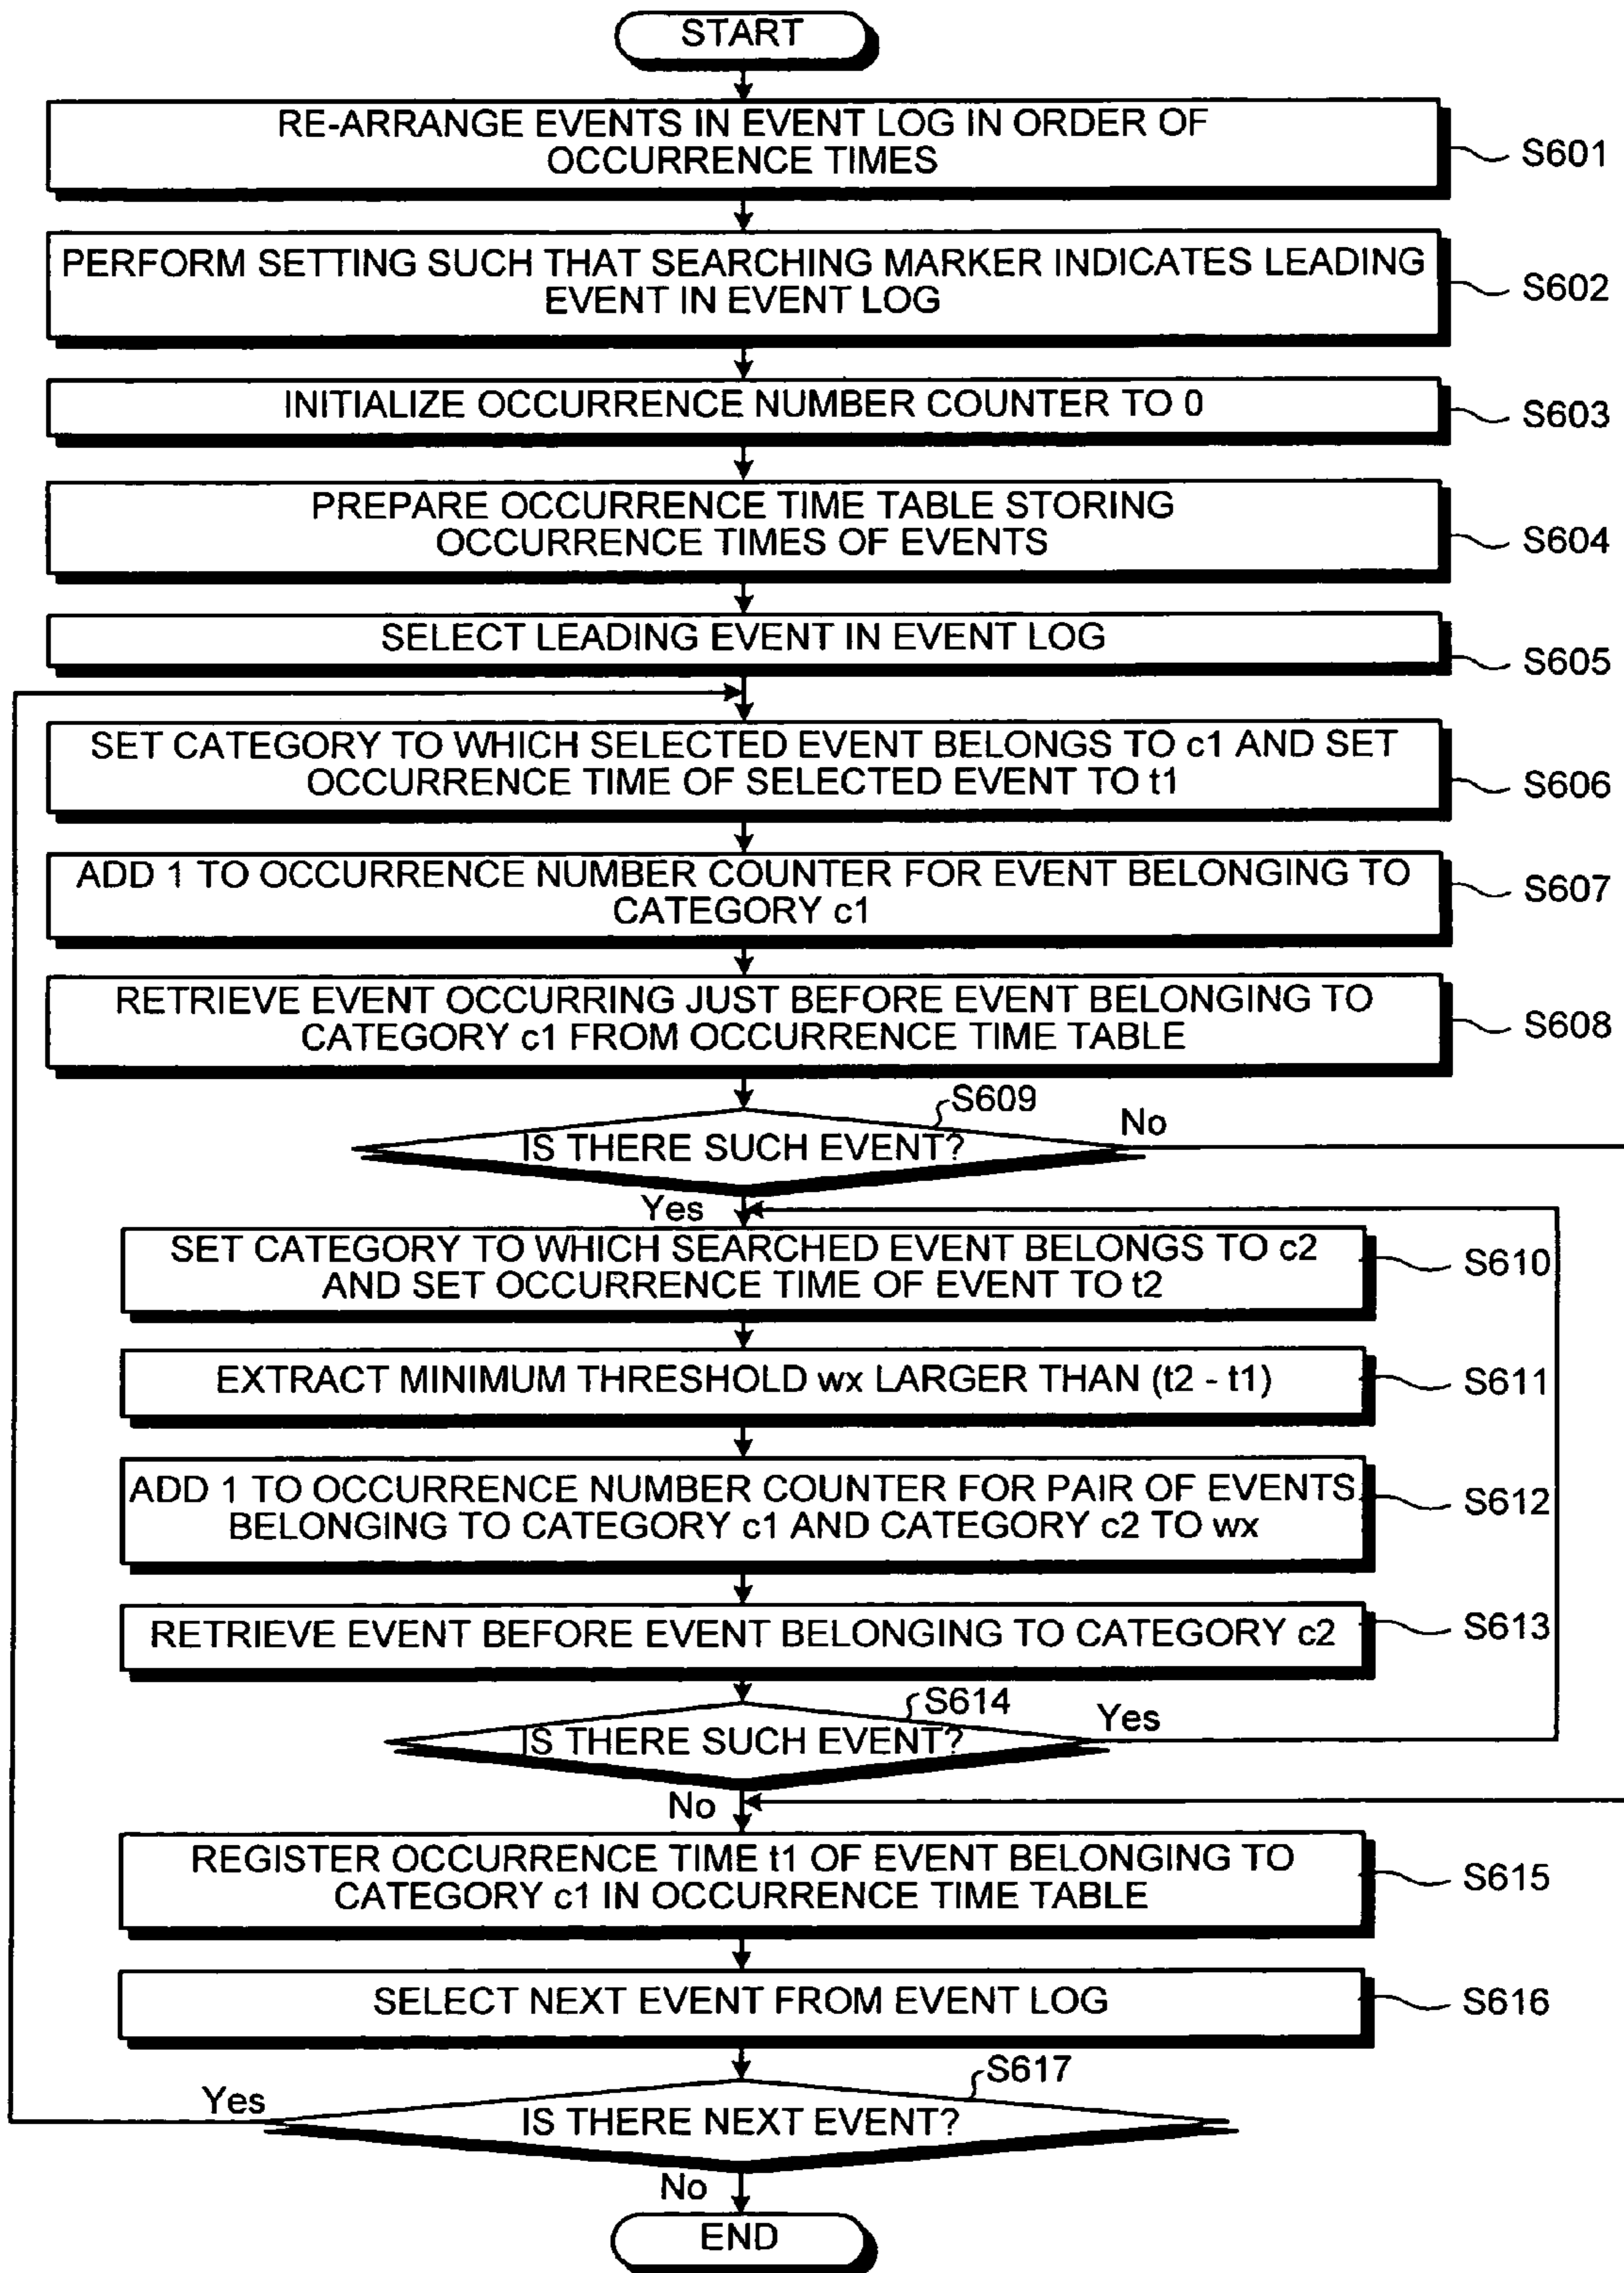 START
RE-ARRANGE EVENTS IN EVENT LOG IN ORDER OF
OCCURRENCE TIMES
S601
PERFORM SETTING SUCH THAT SEARCHING MARKER INDICATES LEADING
EVENT IN EVENT LOG
S602
INITIALIZE OCCURRENCE NUMBER COUNTER TO 0
S603
PREPARE OCCURRENCE TIME TABLE STORING
OCCURRENCE TIMES OF EVENTS
S604
SELECT LEADING EVENT IN EVENT LOG
S605
SET CATEGORY TO WHICH SELECTED EVENT BELONGS TO c1 AND SET
OCCURRENCE TIME OF SELECTED EVENT TO t1
S606
ADD 1 TO OCCURRENCE NUMBER COUNTER FOR EVENT BELONGING TO
CATEGORY c1
S607
RETRIEVE EVENT OCCURRING JUST BEFORE EVENT BELONGING TO
CATEGORY c1 FROM OCCURRENCE TIME TABLE
S608
S609
No
IS THERE SUCH EVENT?
Yes
SET CATEGORY TO WHICH SEARCHED EVENT BELONGS TO c2
AND SET OCCURRENCE TIME OF EVENT TO t2
S610
EXTRACT MINIMUM THRESHOLD wx LARGER THAN (t2 - t1)
S611
ADD 1 TO OCCURRENCE NUMBER COUNTER FOR PAIR OF EVENTS
BELONGING TO CATEGORY c1 AND CATEGORY c2 TO wx
S612
RETRIEVE EVENT BEFORE EVENT BELONGING TO CATEGORY c2
S613
S614
Yes
IS THERE SUCH EVENT?
No
REGISTER OCCURRENCE TIME t1 OF EVENT BELONGING TO
CATEGORY c1 IN OCCURRENCE TIME TABLE
S615
SELECT NEXT EVENT FROM EVENT LOG
S616
S617
Yes
IS THERE NEXT EVENT?
No
END